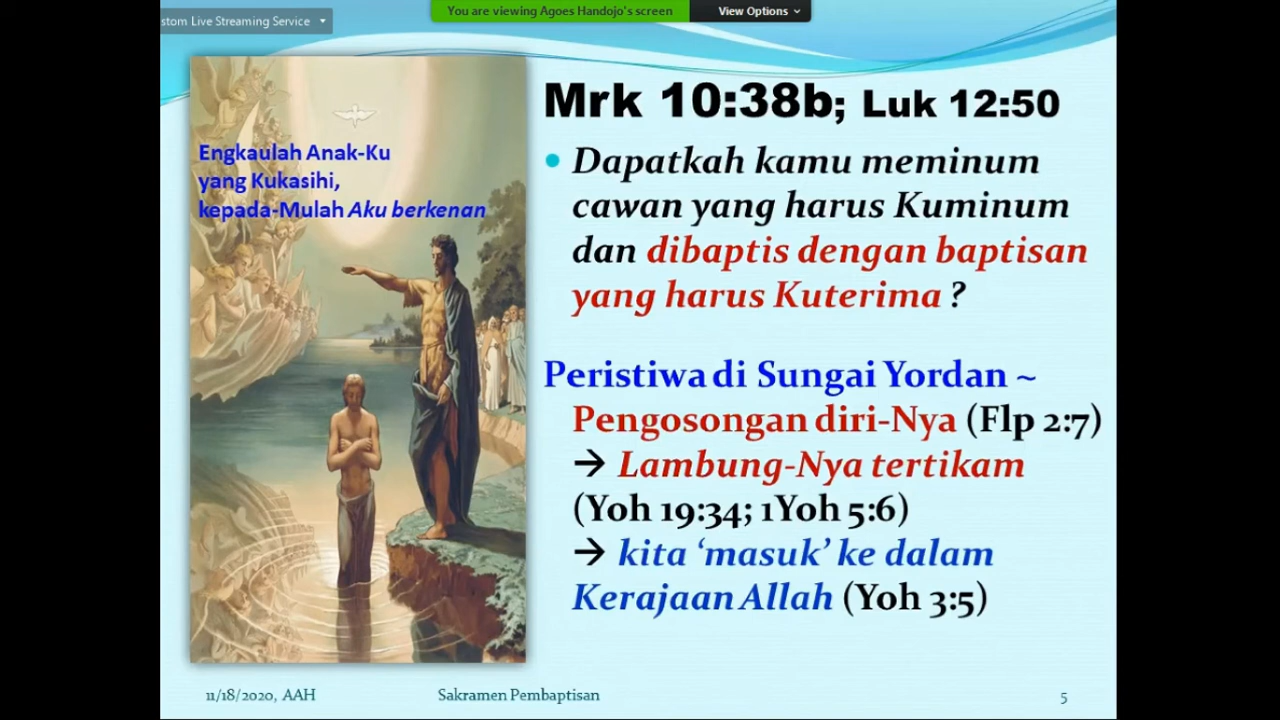 stom Live Streaming Service
You are viewing Agoes Handojo's screen
View Options
Engkaulah Anak-Ku
yang Kukasihi,
kepada-Mulah Aku berkenan
Mrk 10:38b; Luk 12:50
• Dapatkah kamu meminum
cawan yang harus Kuminum
dan dibaptis dengan baptisan
yang harus Kuterima ?
Peristiwa di Sungai Yordan ~
Pengosongan diri-Nya (Flp 2:7)
→ Lambung-Nya tertikam
(Yoh 19:34; 1Yoh 5:6)
→ kita ‘masuk’ ke dalam
Kerajaan Allah (Yoh 3:5)
11/18/2020, AAH
Sakramen Pembaptisan
5